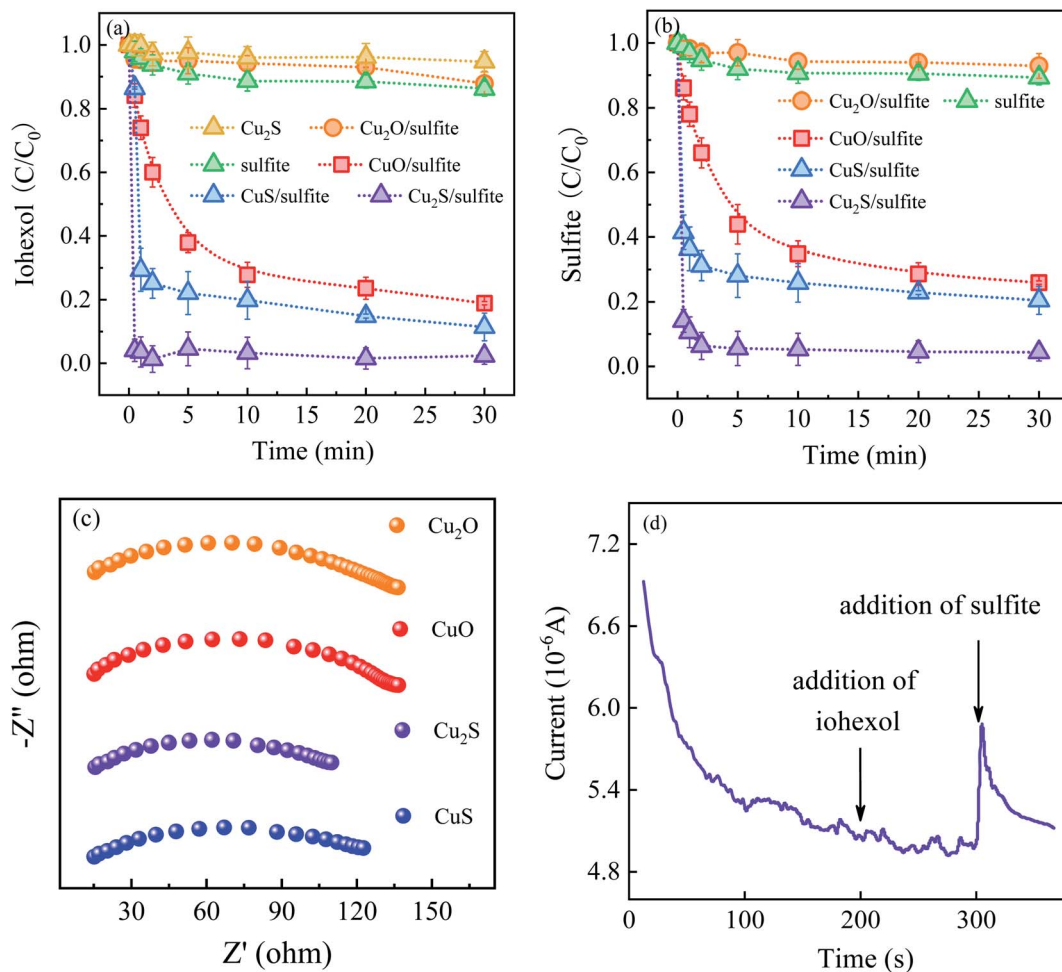 (a)
1.0
0.8
0.6
0.4
0.2
0.0
Iohexol (C/C₀)
Cu₂S
Cu₂O/sulfite
sulfite
CuO/sulfite
CuS/sulfite
Cu₂S/sulfite
0 5 10 20 30
Time (min)
(b)
1.0
0.8
0.6
0.4
0.2
0.0
Sulfite (C/C₀)
Cu₂O/sulfite
sulfite
CuO/sulfite
CuS/sulfite
Cu₂S/sulfite
0 5 10 20 30
Time (min)
(c)
-Z" (ohm)
Cu₂O
CuO
Cu₂S
CuS
30 60 90 120 150
Z' (ohm)
(d)
7.2
6.6
6.0
5.4
4.8
Current (10⁻⁶A)
addition of sulfite
addition of
iohexol
0 100 200 300
Time (s)